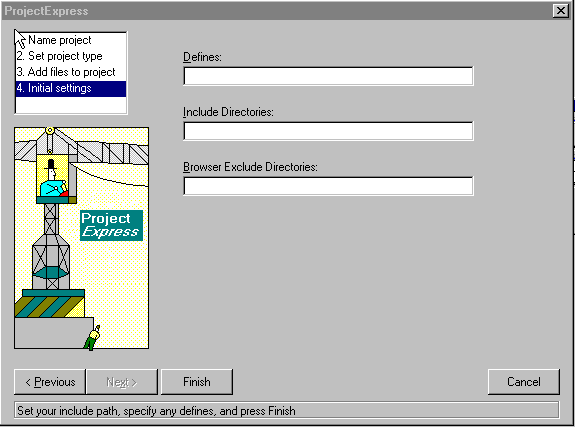 ProjectExpress
1. Name project
2. Set project type
3. Add files to project
4. Initial settings
Defines:
Include Directories:
Browser Exclude Directories:
Project
Express
< Previous
Next >
Finish
Cancel
Set your include path, specify any defines, and press Finish